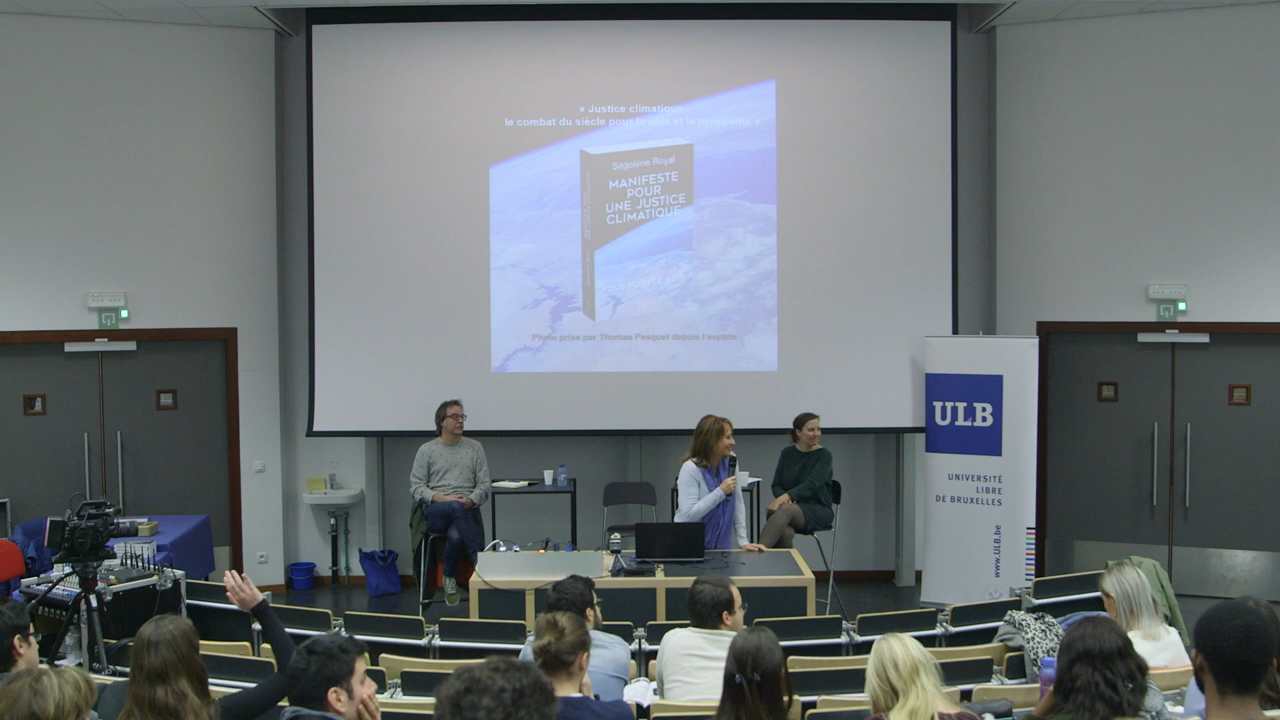 « Justice climatique,
le combat du siècle pour la paix et la prospérité »
Ségolène Royal
MANIFESTE
POUR
UNE JUSTICE
CLIMATIQUE
Photo prise par Thomas Pesquet depuis l'espace
ULB
UNIVERSITÉ
LIBRE
DE BRUXELLES
www.ULB.be